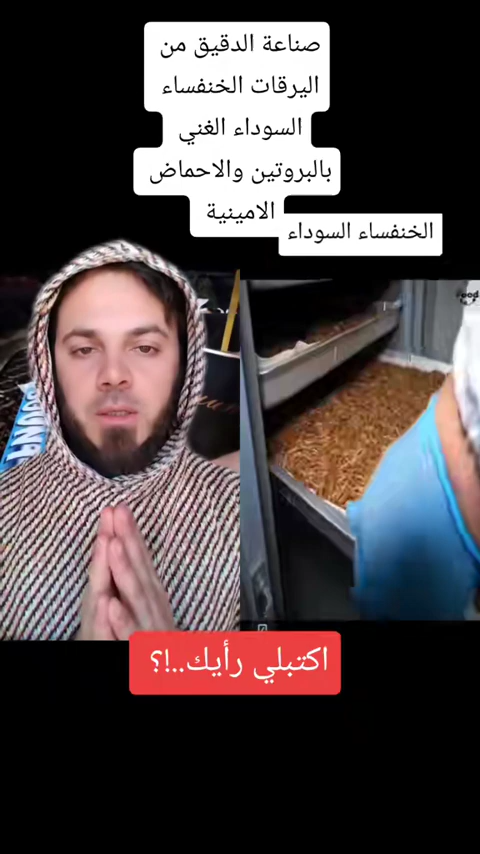 صناعة الدقيق من
اليرقات الخنفساء
السوداء الغني
بالبروتين والاحماض
الامينية
الخنفساء السوداء
اكتبلي رأيك..!؟